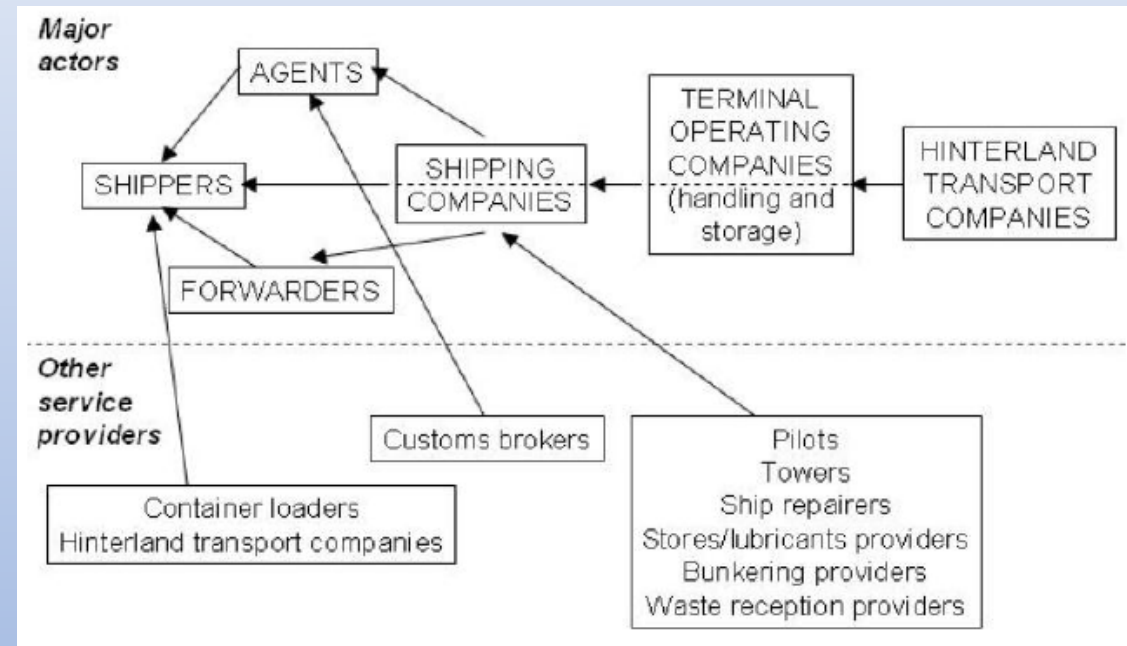 Major
actors
AGENTS
SHIPPERS
SHIPPING
COMPANIES
FORWARDERS
TERMINAL
OPERATING
COMPANIES
(handling and
storage)
HINTERLAND
TRANSPORT
COMPANIES
Other
service
providers
Customs brokers
Container loaders
Hinterland transport companies
Pilots
Towers
Ship repairers
Stores/lubricants providers
Bunkering providers
Waste reception providers